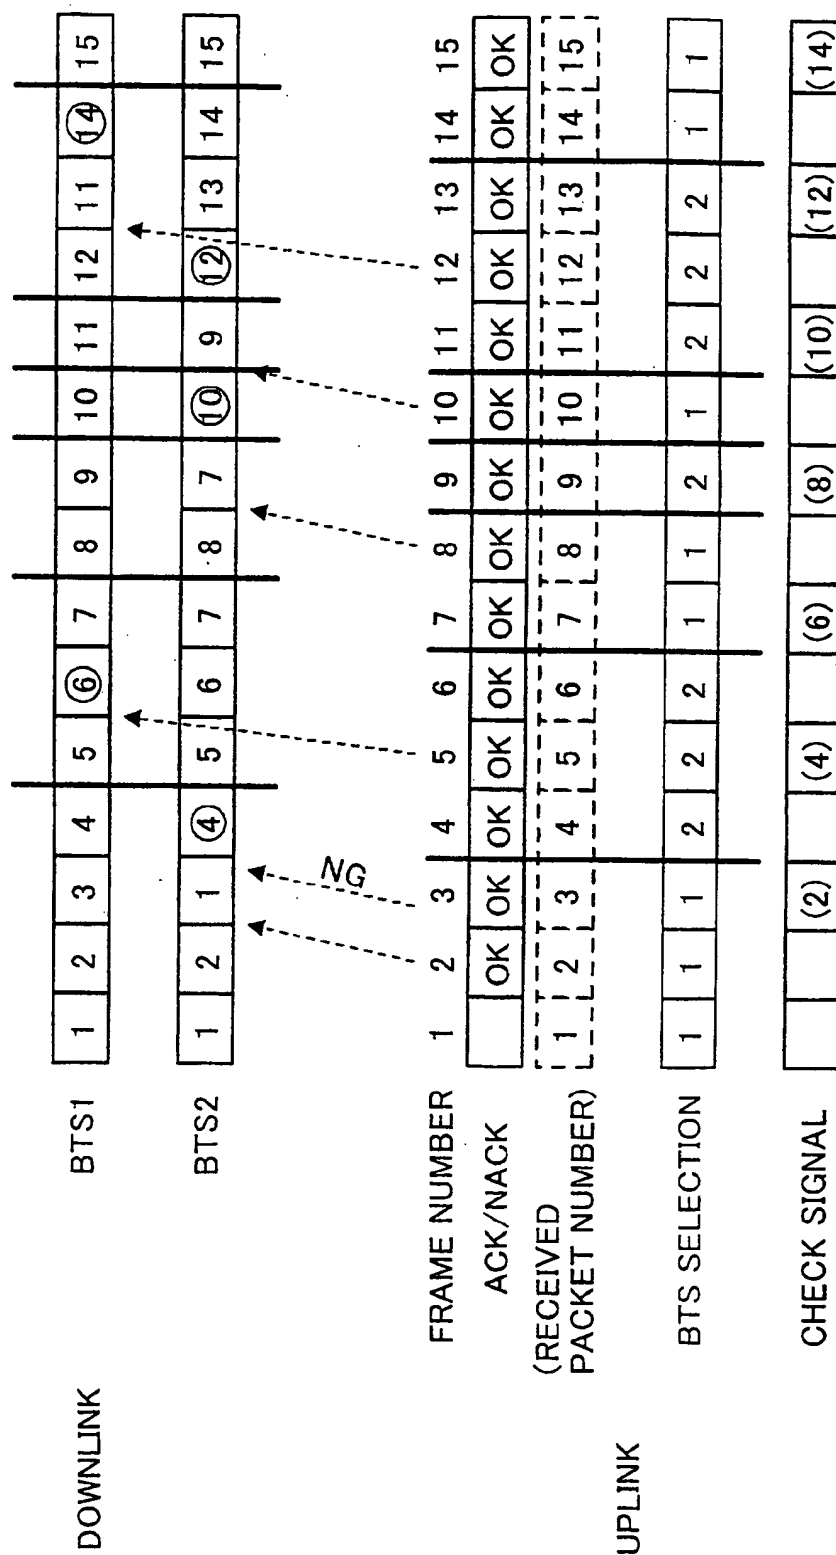 DOWNLINK
BTS1 1 2 3 4 5 6 7 8 9 10 11 12 11 14 15
BTS2 1 2 1 4 5 6 7 8 7 10 9 12 13 14 15
NG
UPLINK
FRAME NUMBER 1 2 3 4 5 6 7 8 9 10 11 12 13 14 15
ACK/NACK OK OK OK OK OK OK OK OK OK OK OK OK OK OK
(RECEIVED
PACKET NUMBER) 1 2 3 4 5 6 7 8 9 10 11 12 13 14 15
BTS SELECTION 1 1 1 2 2 2 1 1 2 1 2 2 2 1 1
CHECK SIGNAL (2) (4) (6) (8) (10) (12) (14)